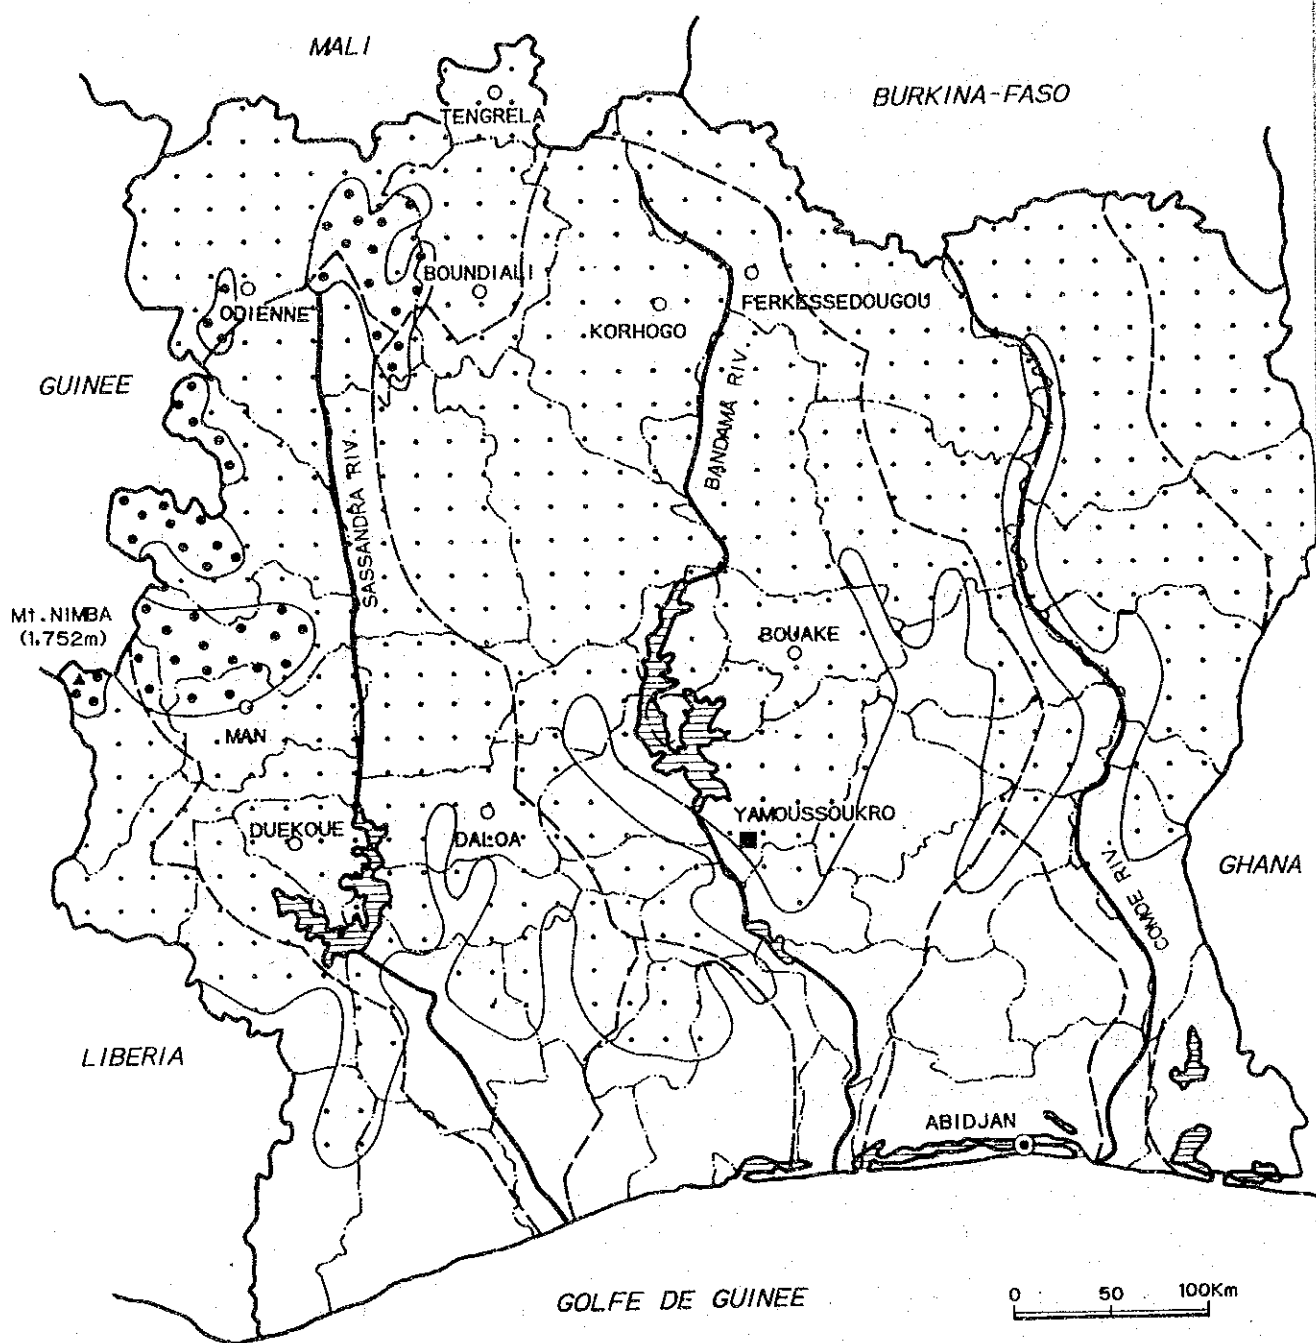 MALI
BURKINA-FASO
TENGRELA
BOUNDIALI
ODIENNE
FERKESSEDOUGOU
KORHOGO
GUINEE
BANDAMA RIV.
SASSANDRA RIV.
Mt. NIMBA
(1.752m)
BOUAKE
MAN
YAMOUSSOUKRO
DUEKOUE
DALOA
GHANA
COMOE RIV.
LIBERIA
ABIDJAN
GOLFE DE GUINEE
0 50 100Km